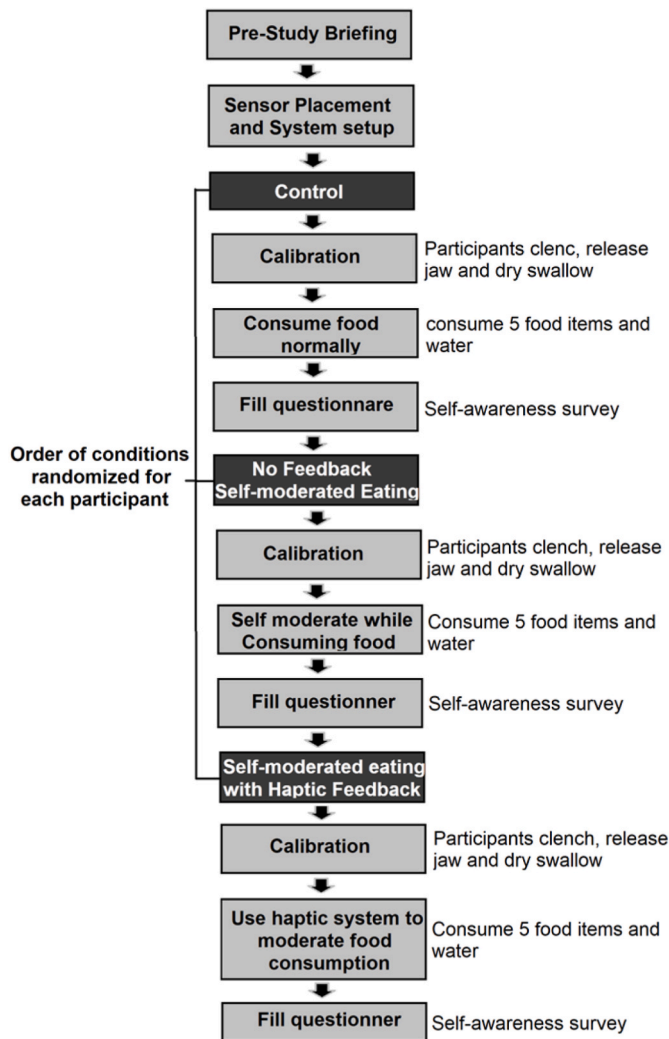 Pre-Study Briefing
Sensor Placement
and System setup
Control
Calibration
Participants clenc, release
jaw and dry swallow
Consume food
normally
consume 5 food items and
water
Fill questionnare
Self-awareness survey
Order of conditions
randomized for
each participant
No Feedback
Self-moderated Eating
Calibration
Participants clench, release
jaw and dry swallow
Self moderate while
Consuming food
Consume 5 food items and
water
Fill questionner
Self-awareness survey
Self-moderated eating
with Haptic Feedback
Calibration
Participants clench, release
jaw and dry swallow
Use haptic system to
moderate food
consumption
Consume 5 food items and
water
Fill questionner
Self-awareness survey